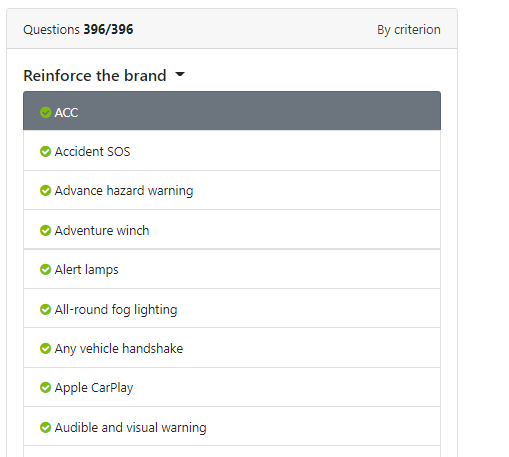 Questions 396/396 By criterion
Reinforce the brand
ACC
Accident SOS
Advance hazard warning
Adventure winch
Alert lamps
All-round fog lighting
Any vehicle handshake
Apple CarPlay
Audible and visual warning